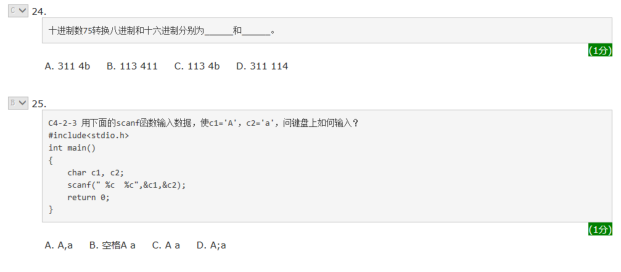 C 24.
十进制数75转换八进制和十六进制分别为______和______。
(1分)
A. 311 4b B. 113 411 C. 113 4b D. 311 114
B 25.
C4-2-3 用下面的scanf函数输入数据，使c1='A', c2='a', 问键盘上如何输入?
#include<stdio.h>
int main()
{
char c1, c2;
scanf(" %c %c",&c1,&c2);
return 0;
}
(1分)
A. A,a B. 空格A a C. A a D. A;a